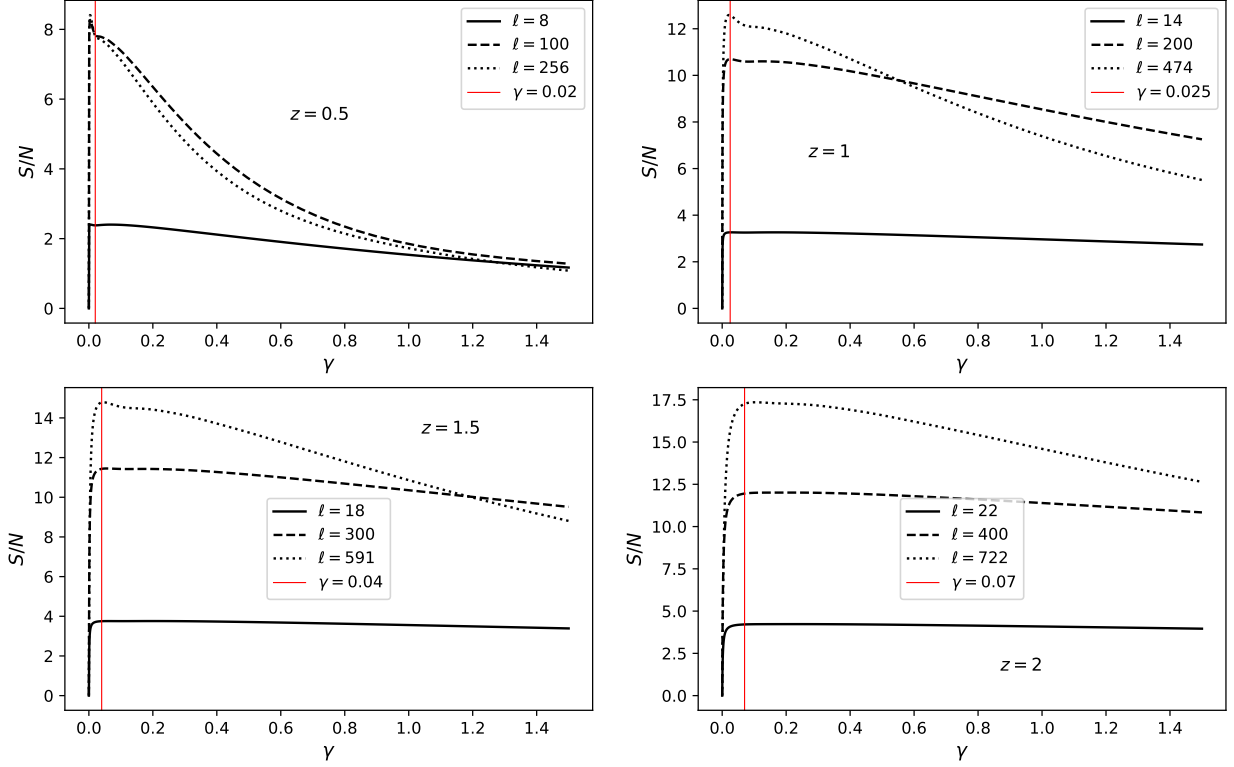 8
6
4
2
0
S/N
ℓ = 8
ℓ = 100
ℓ = 256
γ = 0.02
z = 0.5
0.0 0.2 0.4 0.6 0.8 1.0 1.2 1.4
γ
12
10
8
6
4
2
0
S/N
ℓ = 14
ℓ = 200
ℓ = 474
γ = 0.025
z = 1
0.0 0.2 0.4 0.6 0.8 1.0 1.2 1.4
γ
14
12
10
8
6
4
2
0
S/N
z = 1.5
ℓ = 18
ℓ = 300
ℓ = 591
γ = 0.04
0.0 0.2 0.4 0.6 0.8 1.0 1.2 1.4
γ
17.5
15.0
12.5
10.0
7.5
5.0
2.5
0.0
S/N
ℓ = 22
ℓ = 400
ℓ = 722
γ = 0.07
z = 2
0.0 0.2 0.4 0.6 0.8 1.0 1.2 1.4
γ